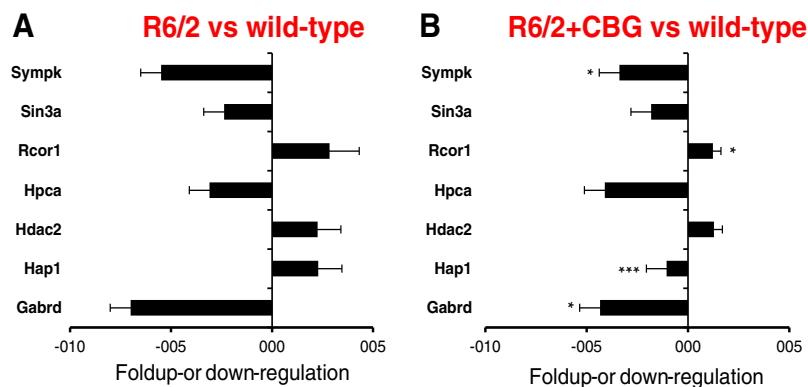 A
R6/2 vs wild-type
Sympk
Sin3a
Rcor1
Hpca
Hdac2
Hap1
Gabrd
-010 -005 000 005
Foldup-or down-regulation
B
R6/2+CBG vs wild-type
Sympk *
Sin3a
Rcor1 *
Hpca
Hdac2
Hap1 ***
Gabrd *
-010 -005 000 005
Foldup-or down-regulation